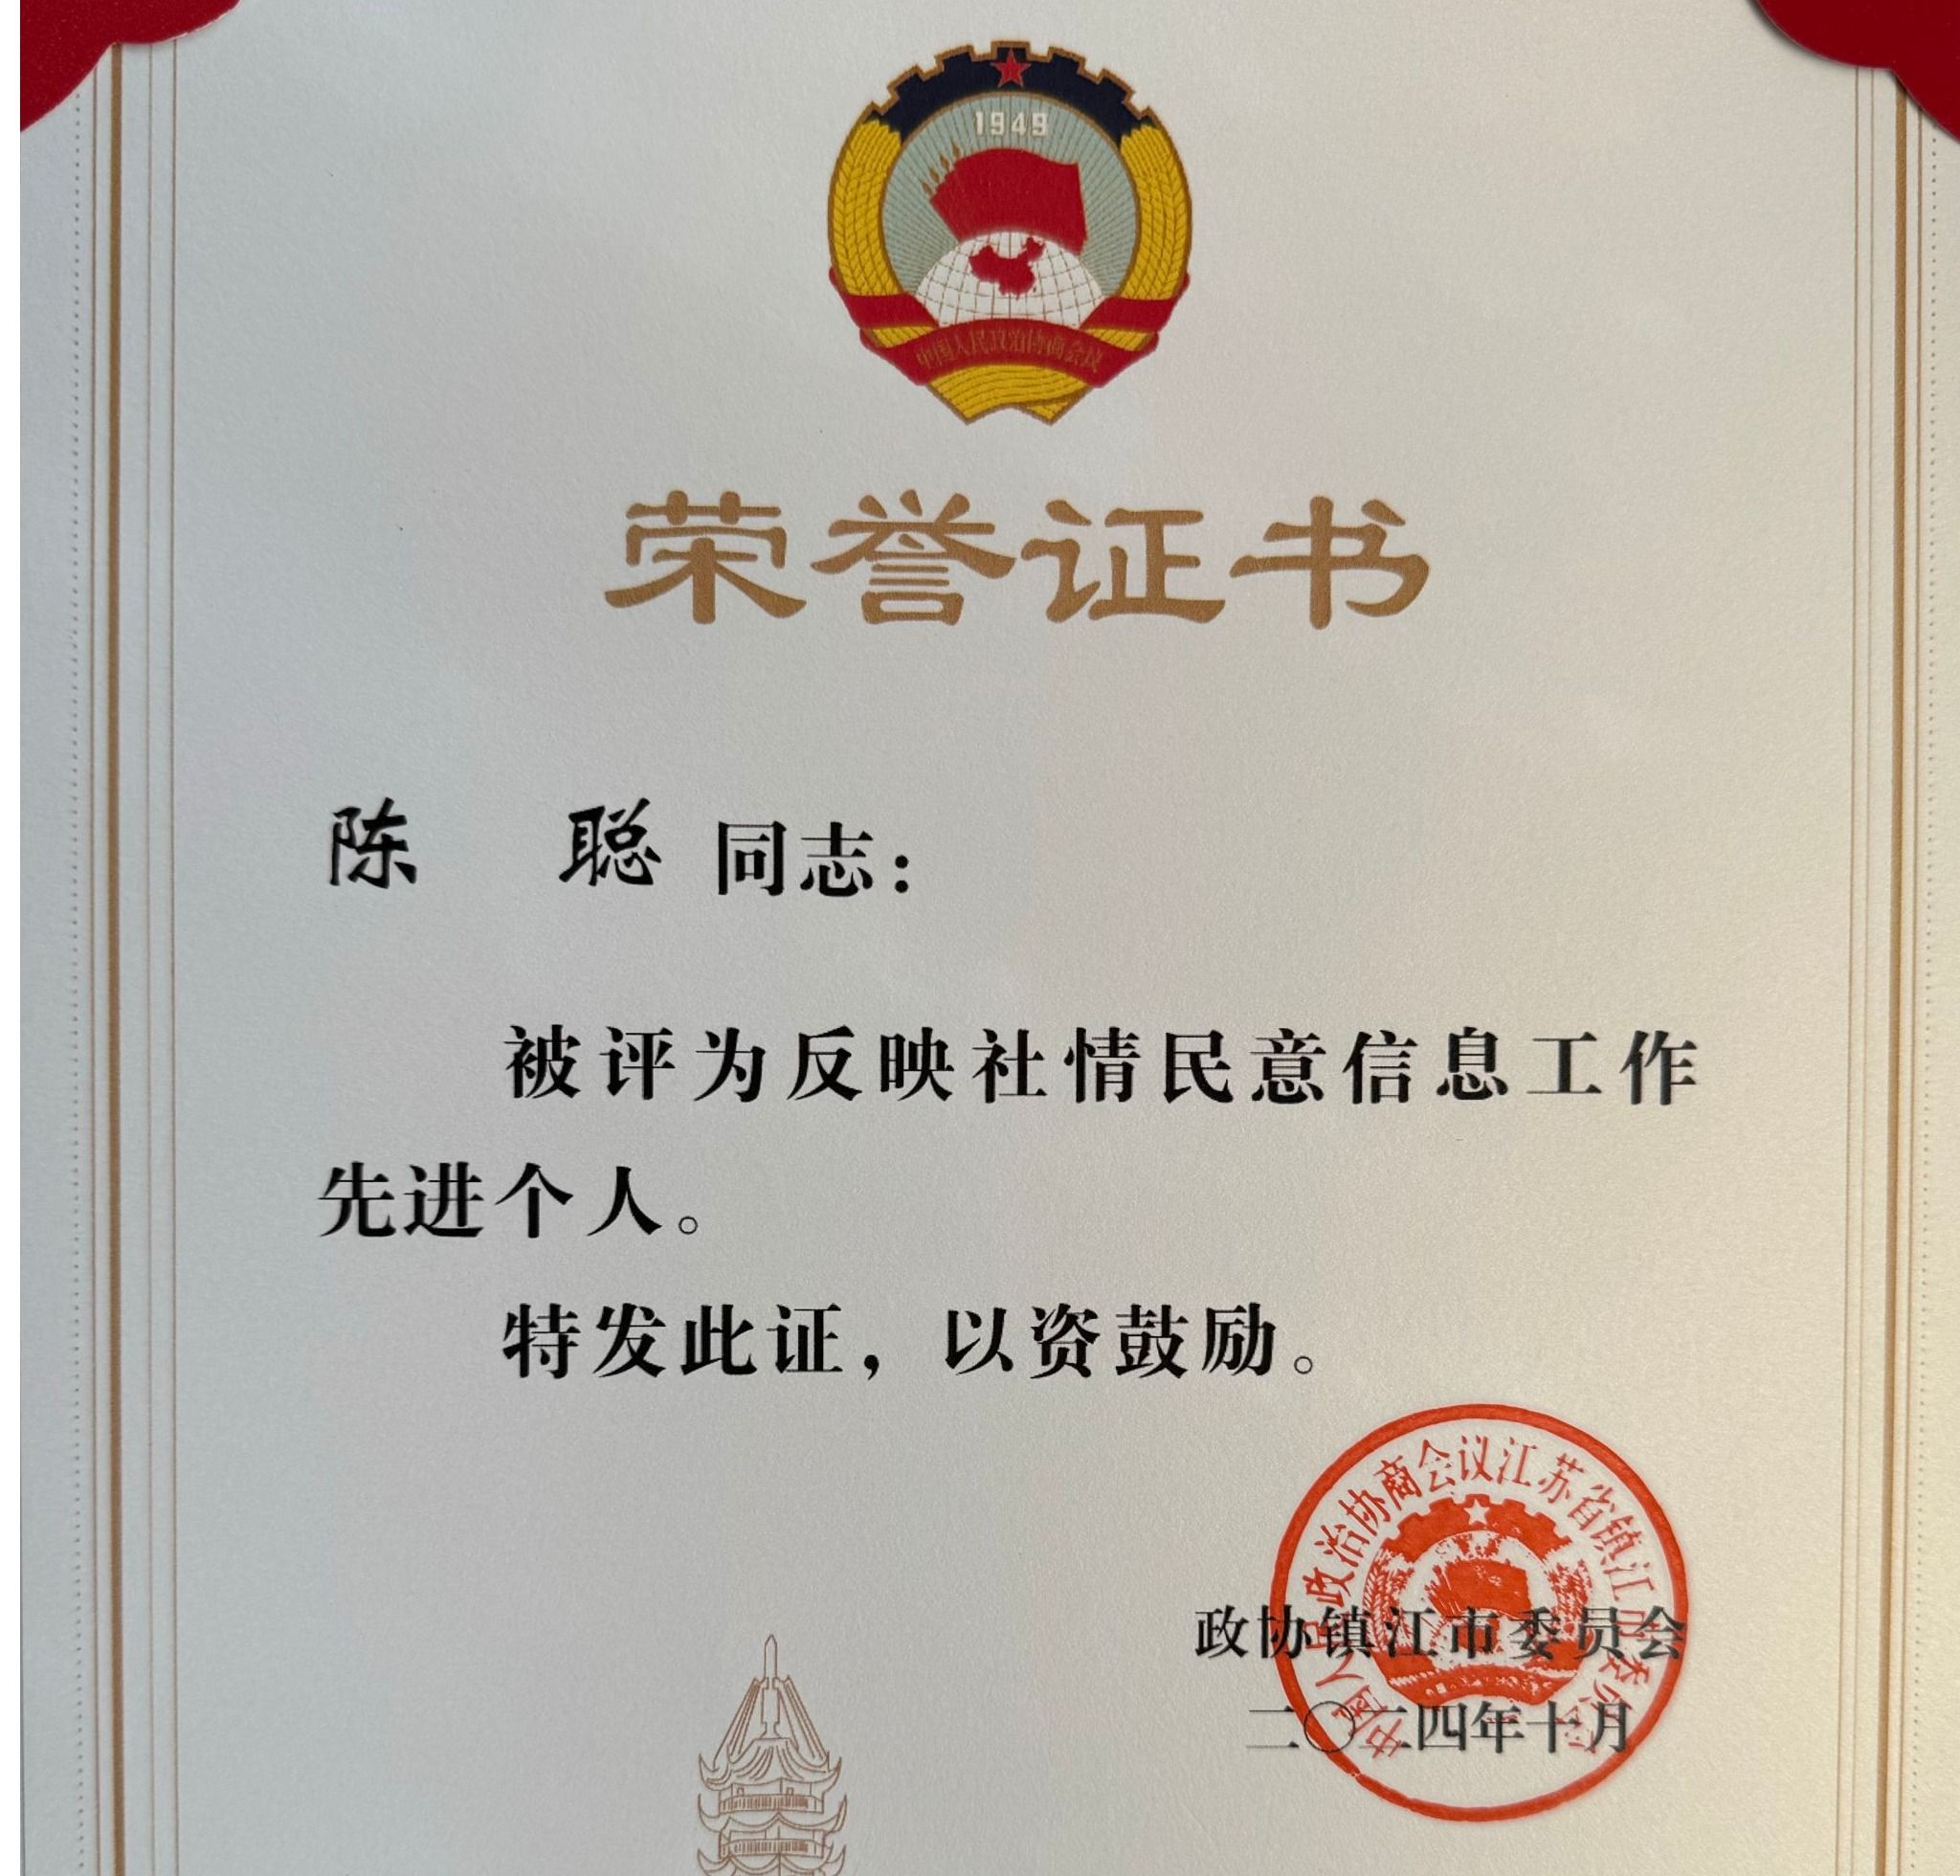 1949
中国人民政治协商会议
荣誉证书
陈 聪 同志：
被评为反映社情民意信息工作
先进个人。
特发此证，以资鼓励。
中国人民政治协商会议江苏省镇江市委员会
政协镇江市委员会
二〇二四年十月